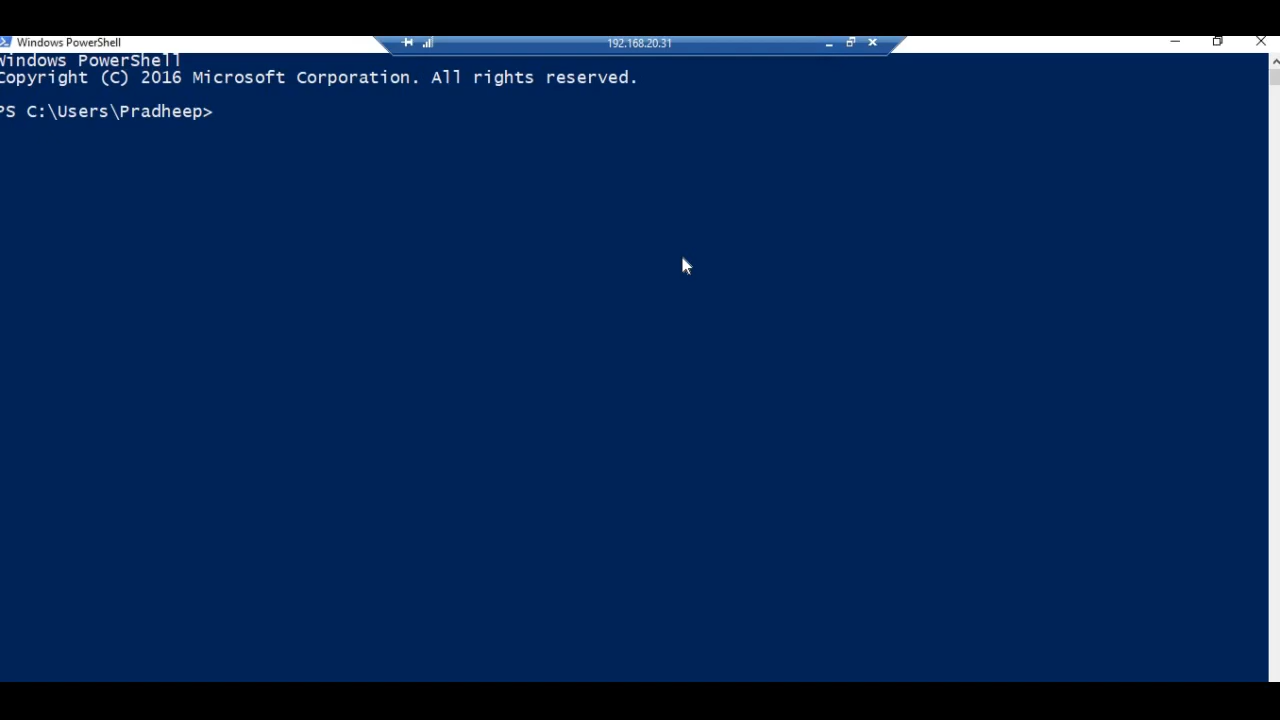 Windows PowerShell
192.168.20.31
Windows PowerShell
Copyright (C) 2016 Microsoft Corporation. All rights reserved.
PS C:\Users\Pradheep>